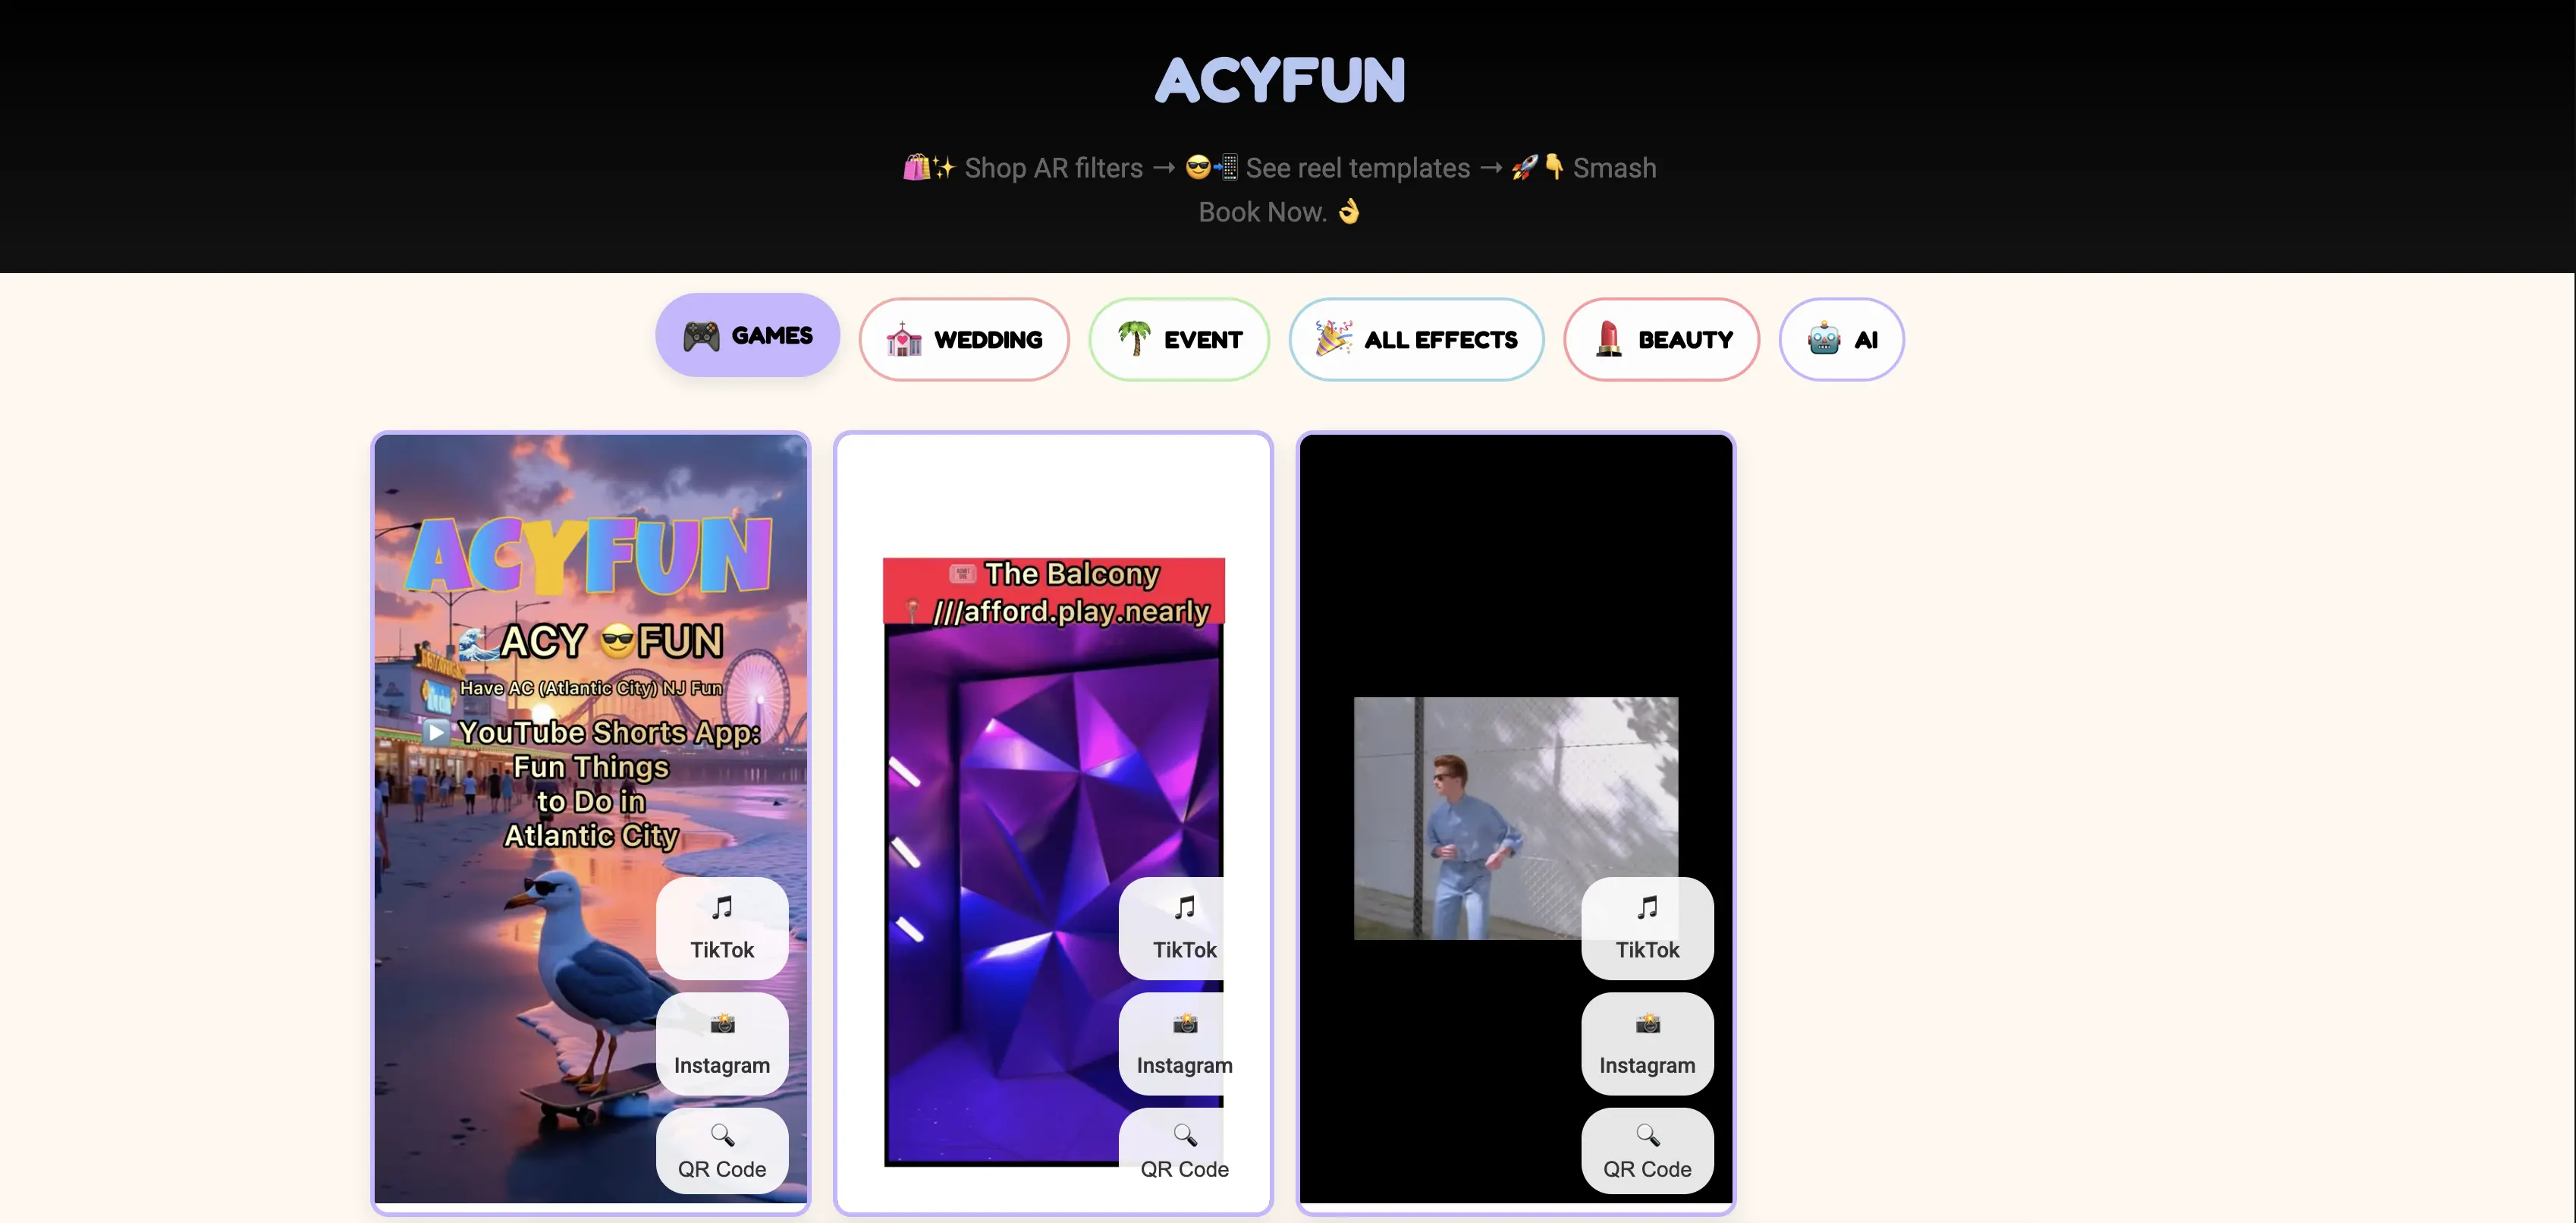 ACYFUN
🛍️✨ Shop AR filters → 😎📲 See reel templates → 🚀👇 Smash
Book Now. 👌
🎮 GAMES
💒 WEDDING
🌴 EVENT
🎉 ALL EFFECTS
💄 BEAUTY
🤖 AI
ACYFUN
🌊ACY 😎FUN
Have AC (Atlantic City) NJ Fun
▶️ YouTube Shorts App:
Fun Things
to Do in
Atlantic City
TikTok
Instagram
QR Code
🎟️ The Balcony
📍 ///afford.play.nearly
TikTok
Instagram
QR Code
TikTok
Instagram
QR Code